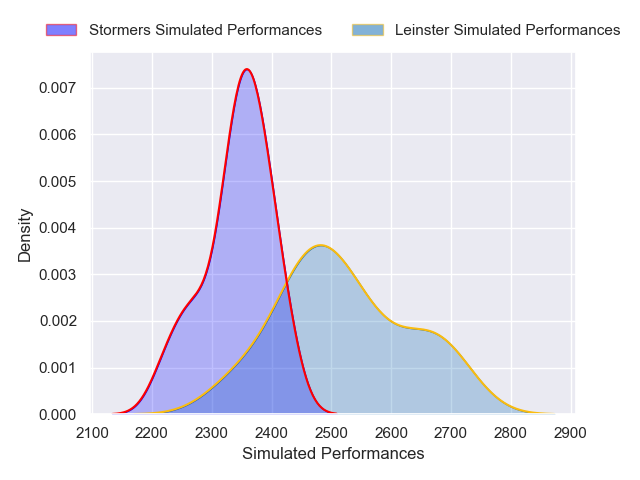 Stormers Simulated Performances Leinster Simulated Performances
0.007
0.006
0.005
0.004
0.003
0.002
0.001
0.000
Density
2100 2200 2300 2400 2500 2600 2700 2800 2900
Simulated Performances